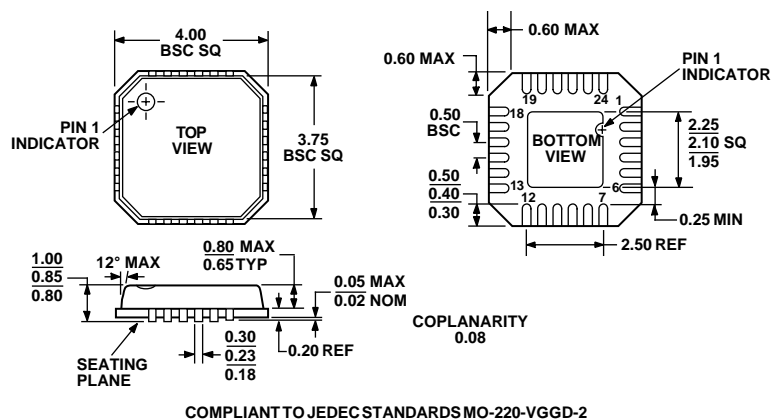 4.00
BSC SQ
PIN 1
INDICATOR
TOP
VIEW
3.75
BSC SQ
0.60 MAX
0.60 MAX
PIN 1
INDICATOR
19
24
18
1
0.50
BSC
BOTTOM
VIEW
2.25
2.10 SQ
1.95
13
6
12
7
0.50
0.40
0.30
0.25 MIN
2.50 REF
1.00
0.85
0.80
12° MAX
0.80 MAX
0.65 TYP
0.05 MAX
0.02 NOM
SEATING
PLANE
0.30
0.23
0.18
0.20 REF
COPLANARITY
0.08
COMPLIANT TO JEDEC STANDARDS MO-220-VGGD-2